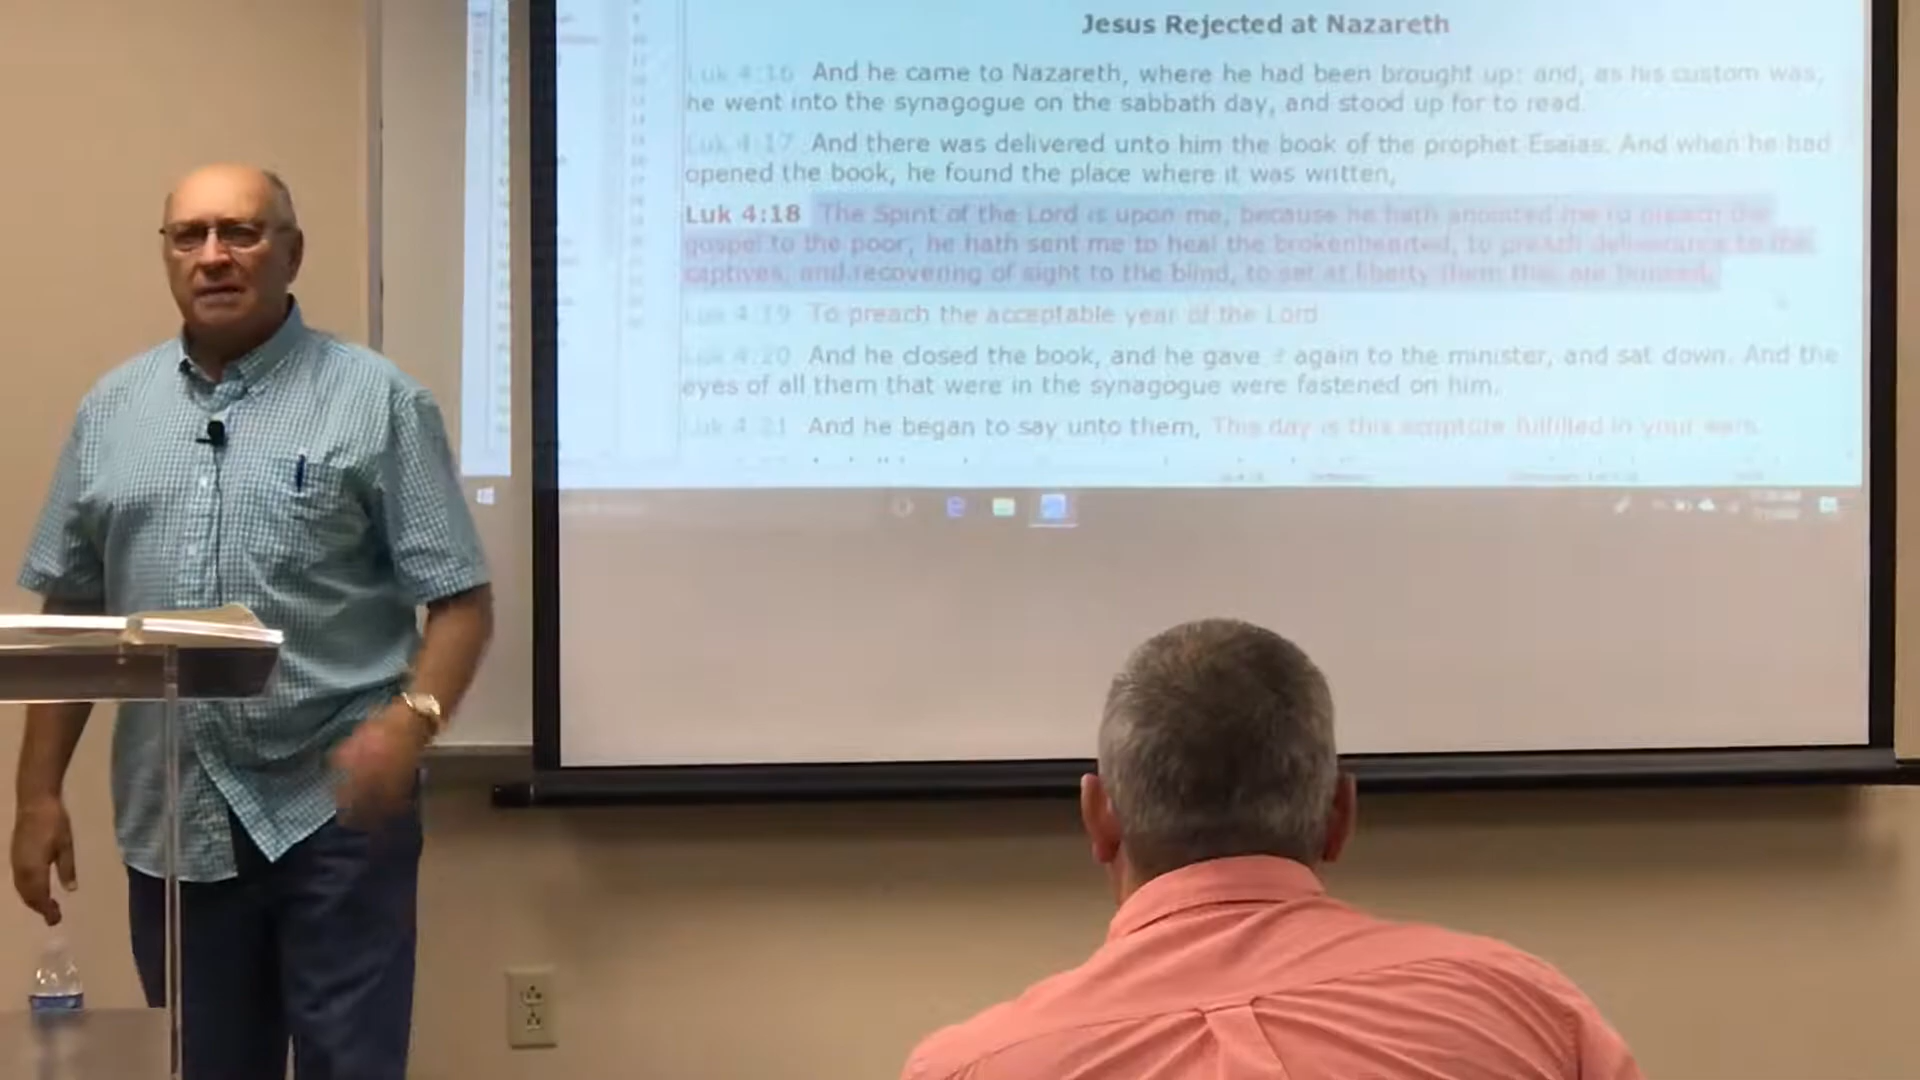 Jesus Rejected at Nazareth
Luk 4:16 And he came to Nazareth, where he had been brought up: and, as his custom was,
he went into the synagogue on the sabbath day, and stood up for to read.
Luk 4:17 And there was delivered unto him the book of the prophet Esaias. And when he had
opened the book, he found the place where it was written,
Luk 4:18 The Spirit of the Lord is upon me, because he hath anointed me to preach the
gospel to the poor; he hath sent me to heal the brokenhearted, to preach deliverance to the
captives, and recovering of sight to the blind, to set at liberty them that are bruised,
Luk 4:19 To preach the acceptable year of the Lord
Luk 4:20 And he closed the book, and he gave it again to the minister, and sat down. And the
eyes of all them that were in the synagogue were fastened on him.
Luk 4:21 And he began to say unto them, This day is this scripture fulfilled in your ears.